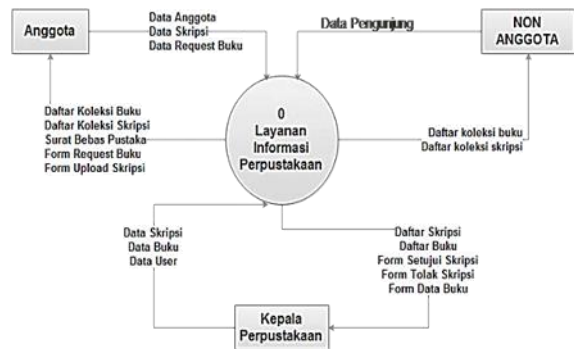 Anggota
Data Anggota
Data Skripsi
Data Request Buku
Data Pengunjung
NON
ANGGOTA
Daftar Koleksi Buku
Daftar Koleksi Skripsi
Surat Bebas Pustaka
Form Request Buku
Form Upload Skripsi
0
Layanan
Informasi
Perpustakaan
Daftar koleksi buku
Daftar koleksi skripsi
Data Skripsi
Data Buku
Data User
Daftar Skripsi
Daftar Buku
Form Setujui Skripsi
Form Tolak Skripsi
Form Data Buku
Kepala
Perpustakaan